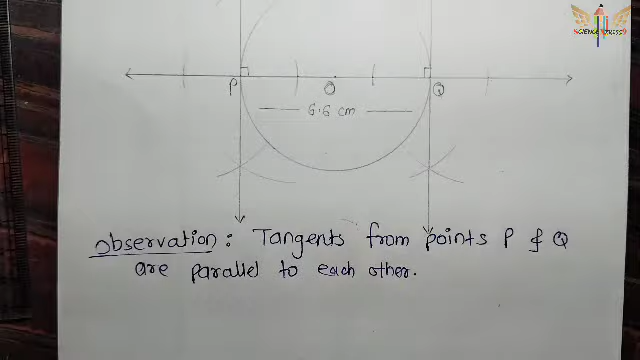 P O Q
6.6 cm
Observation: Tangents from points P & Q
are parallel to each other.